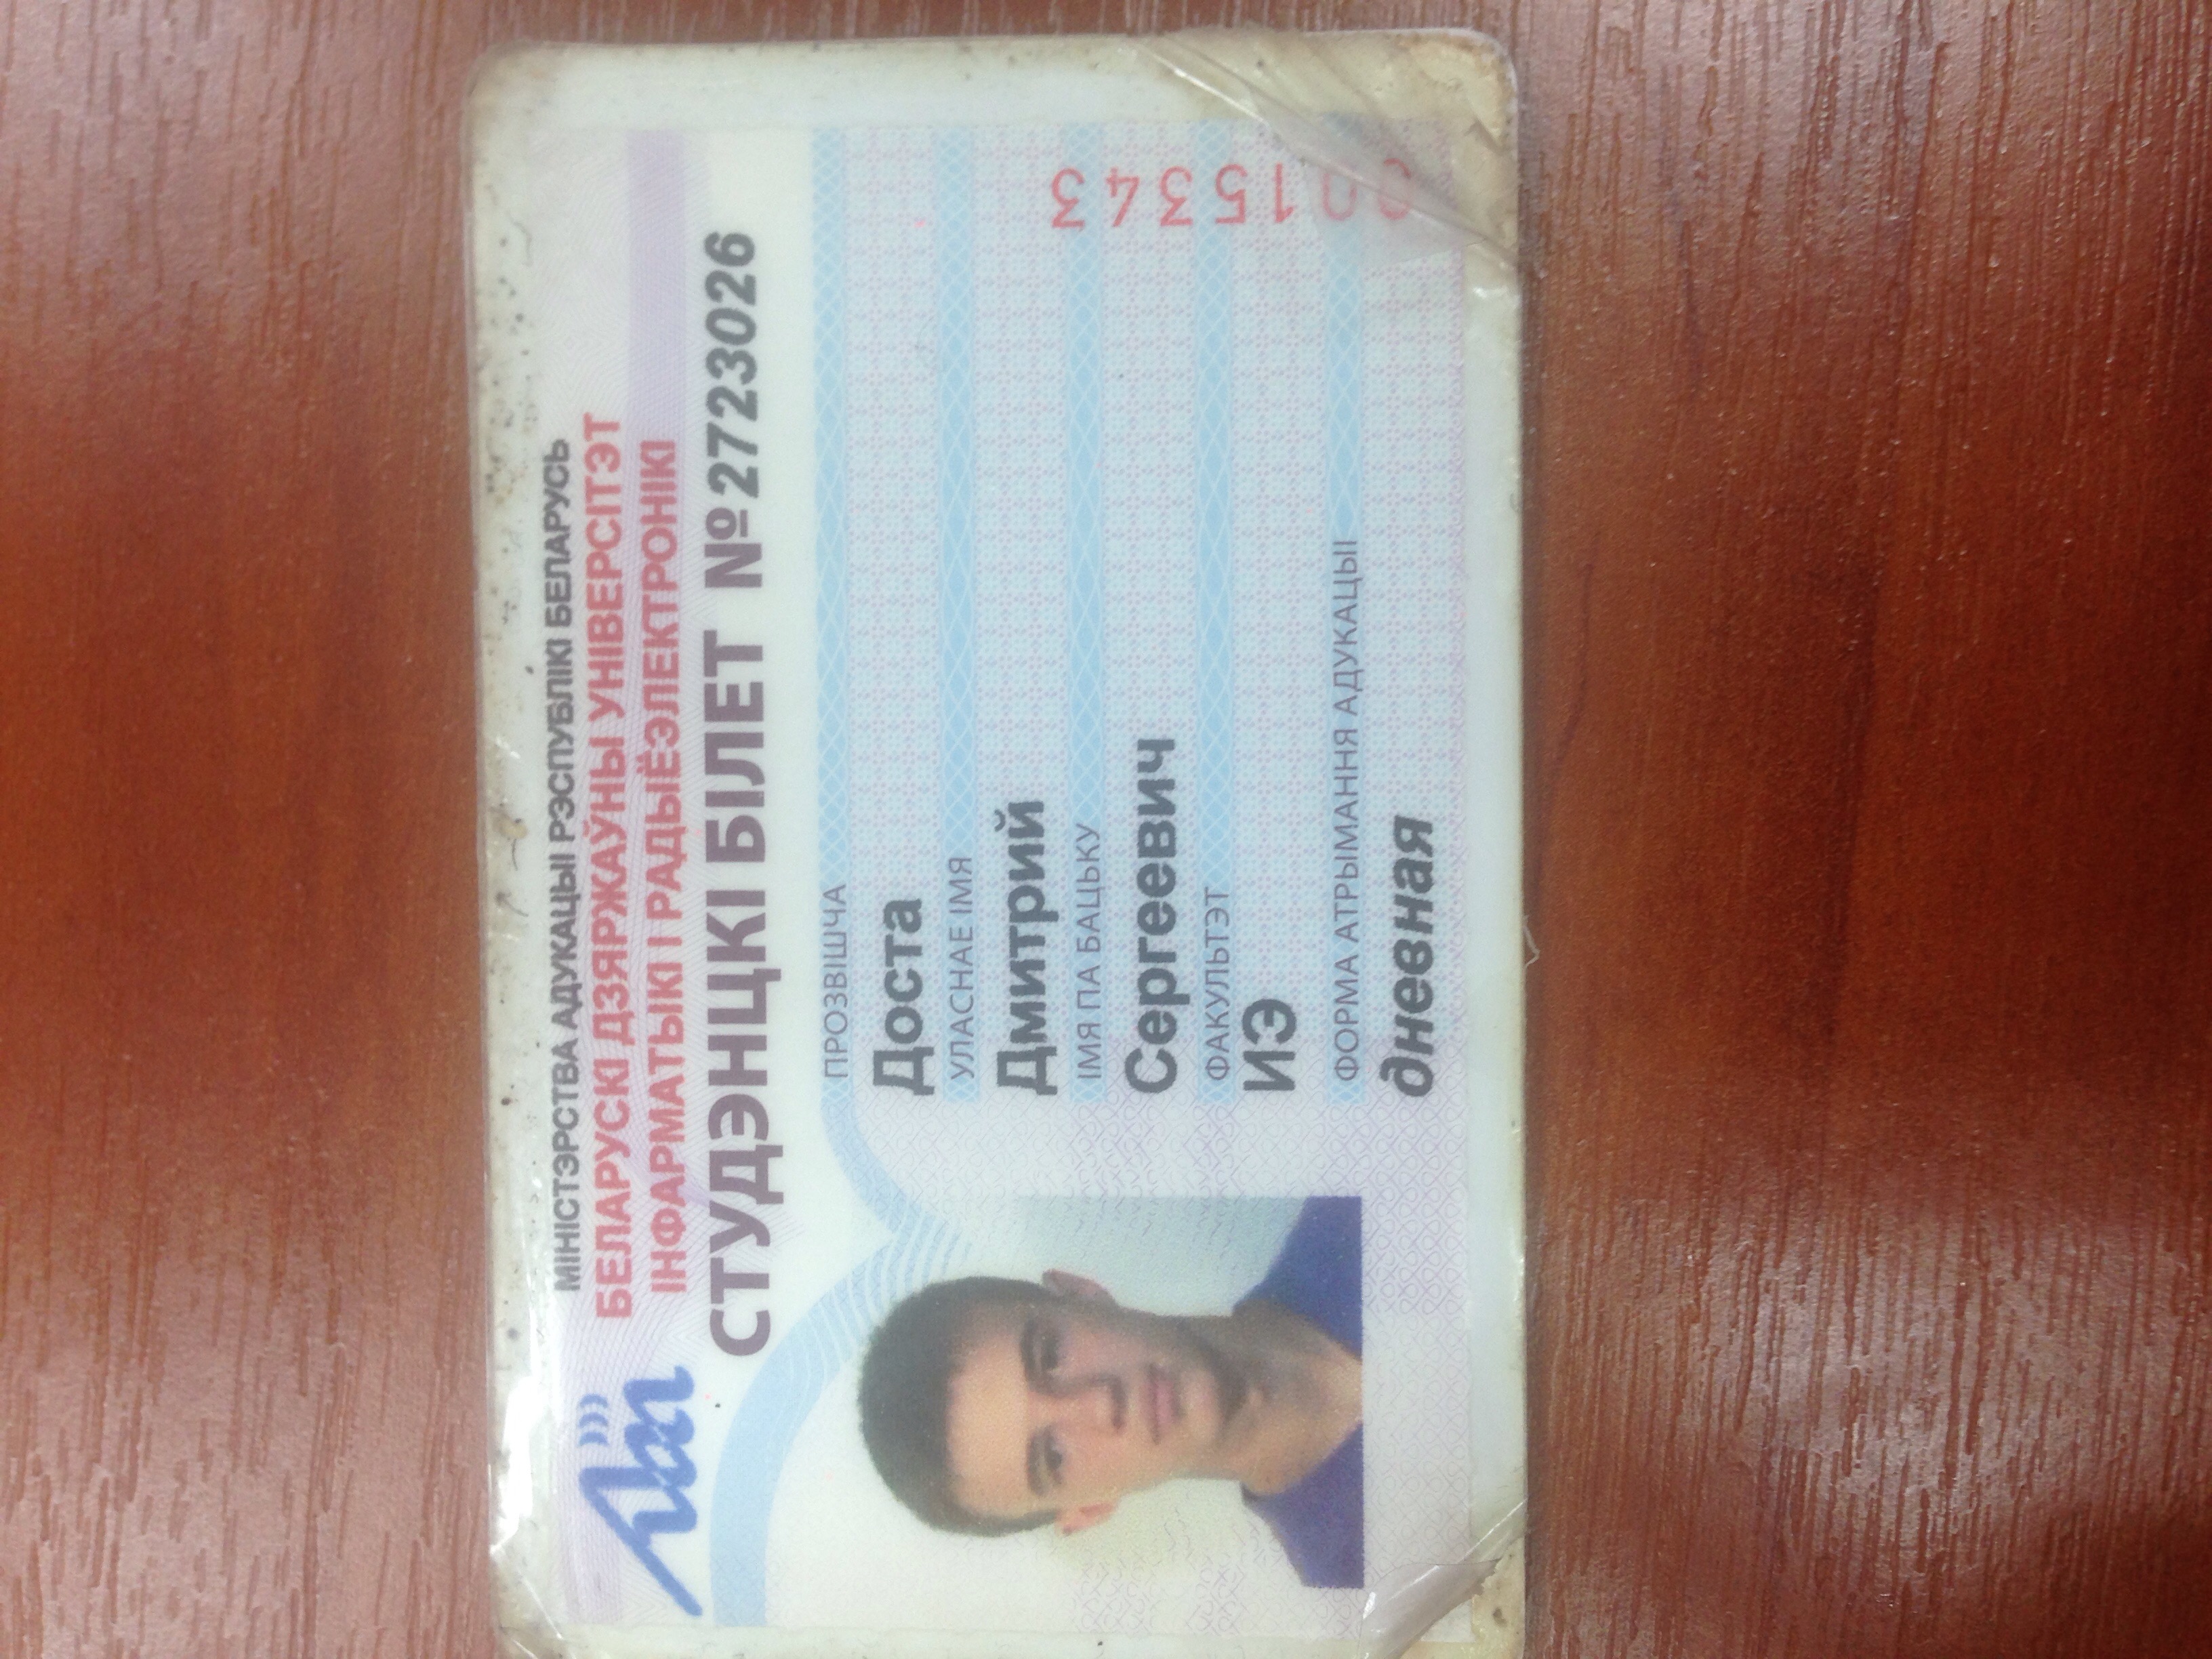 МІНІСТЭРСТВА АДУКАЦЫІ РЭСПУБЛІКІ БЕЛАРУСЬ
БЕЛАРУСКІ ДЗЯРЖАЎНЫ УНІВЕРСІТЭТ
ІНФАРМАТЫКІ І РАДЫЁЭЛЕКТРОНІКІ
СТУДЭНЦКІ БІЛЕТ №2723026
ПРОЗВІШЧА
Доста
УЛАСНАЕ ІМЯ
Дмитрий
ІМЯ ПА БАЦЬКУ
Сергеевич
ФАКУЛЬТЭТ
ИЭ
ФОРМА АТРЫМАННЯ АДУКАЦЫІ
дневная
0015343